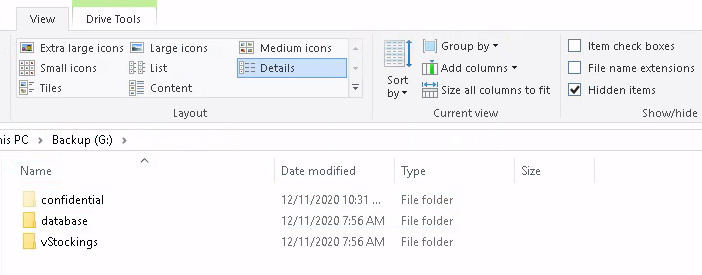 View Drive Tools
Extra large icons Large icons Medium icons
Small icons List Details
Tiles Content
Layout
Sort by
Group by
Add columns
Size all columns to fit
Current view
Item check boxes
File name extensions
Hidden items
Show/hide
PC > Backup (G:) >
Name Date modified Type Size
confidential 12/11/2020 10:31 ... File folder
database 12/11/2020 7:56 AM File folder
vStockings 12/11/2020 7:56 AM File folder